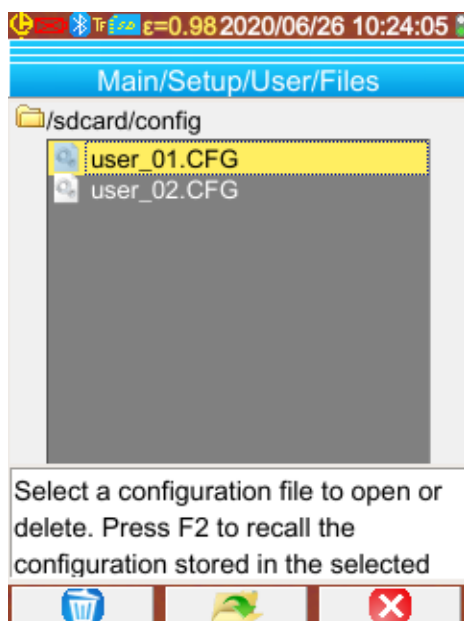 TF ε=0.98 2020/06/26 10:24:05
Main/Setup/User/Files
/sdcard/config
user_01.CFG
user_02.CFG
Select a configuration file to open or
delete. Press F2 to recall the
configuration stored in the selected